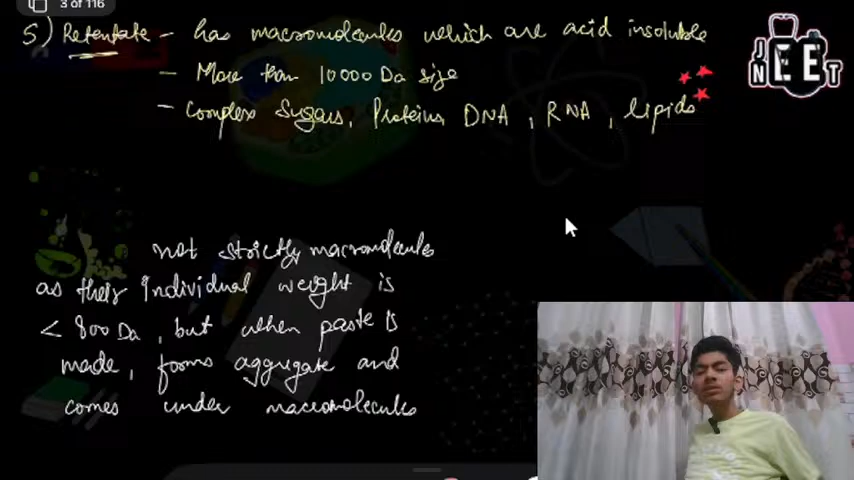 3 of 116
5) Retentate - has macromolecules which are acid insoluble
- More than 10000 Da size
- Complex Sugars, Proteins, DNA, RNA, lipids
J NEET
not strictly macromolecules
as their individual weight is
< 800 Da, but when paste is
made, forms aggregate and
comes under macromolecules